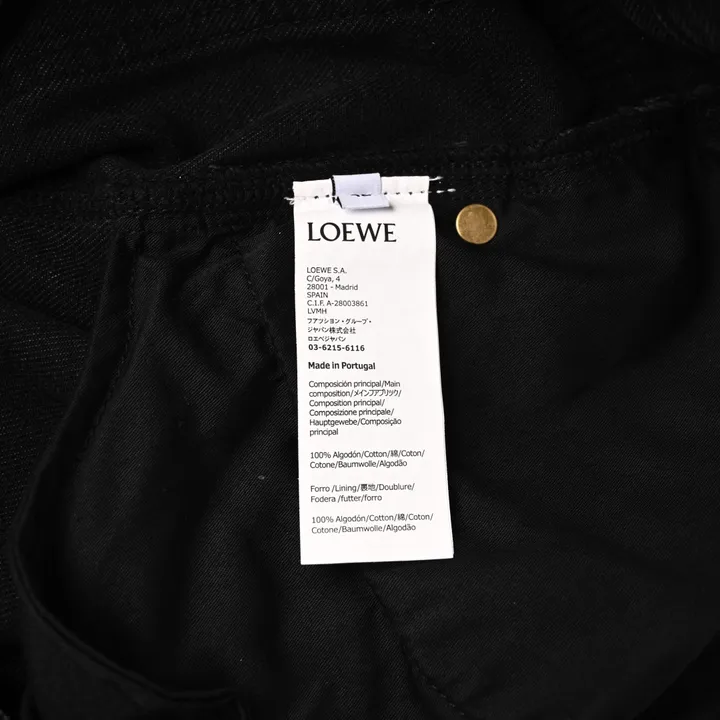 LOEWE
LOEWE S.A.
C/Goya, 4
28001 - Madrid
SPAIN
C.I.F. A-28003861
LVMH
ファッション・グループ・
ジャパン株式会社
ロエベジャパン
03-6215-6116
Made in Portugal
Composición principal/Main
composition/メインファブリック/
Composition principal/
Composizione principale/
Hauptgewebe/Composição
principal
100% Algodón/Cotton/綿/Coton/
Cotone/Baumwolle/Algodão
Forro /Lining/裏地/Doublure/
Fodera /futter/forro
100% Algodón/Cotton/綿/Coton/
Cotone/Baumwolle/Algodão